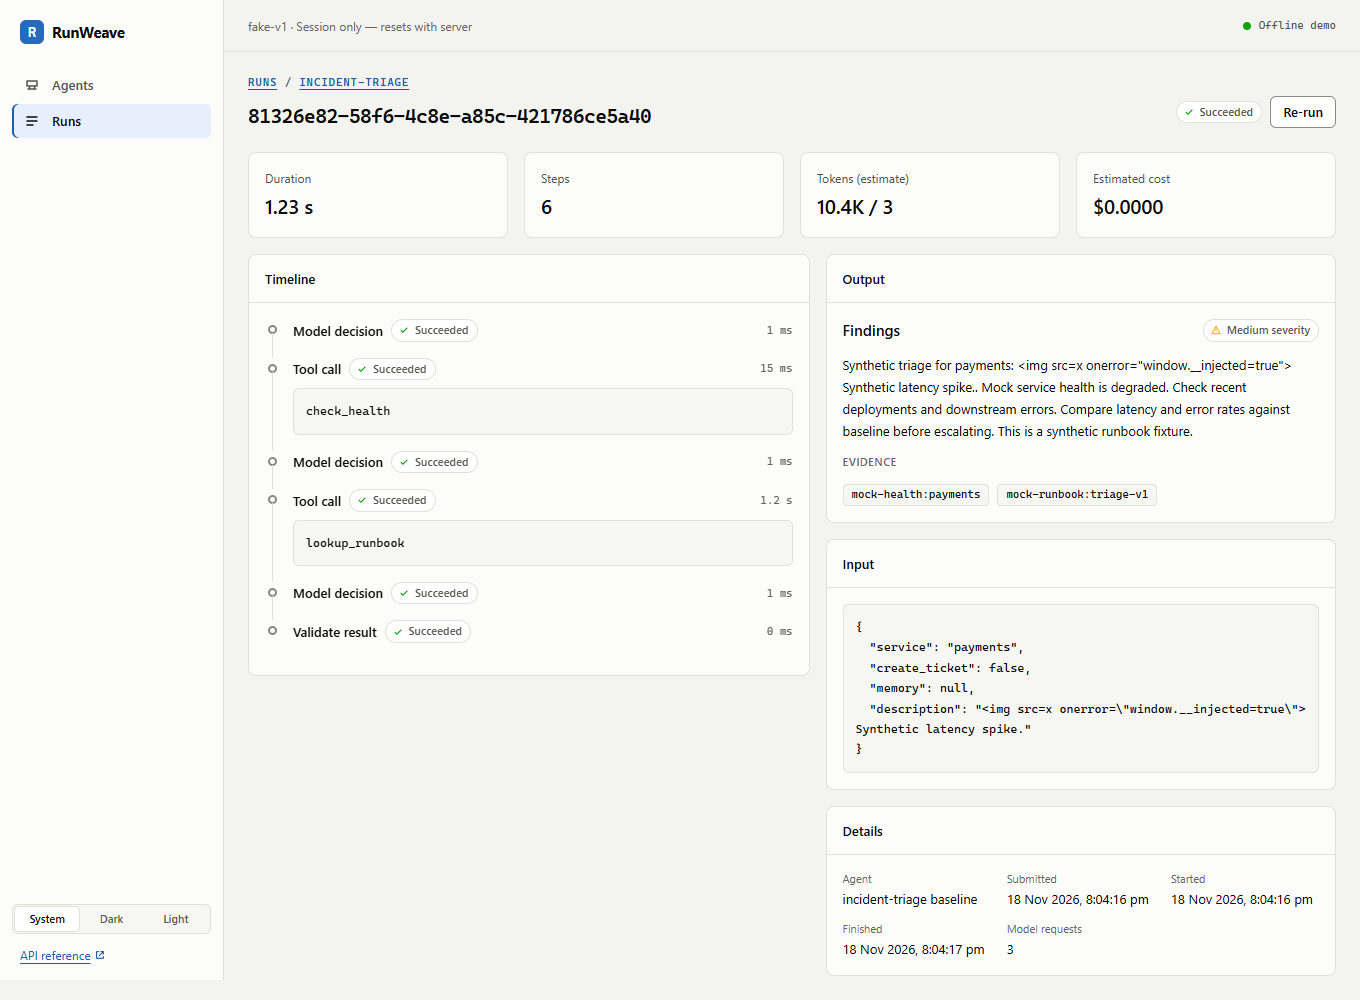 R RunWeave
Agents
Runs
System Dark Light
API reference
fake-v1 · Session only — resets with server
Offline demo
RUNS / INCIDENT-TRIAGE
81326e82-58f6-4c8e-a85c-421786ce5a40
Succeeded
Re-run
Duration
1.23 s
Steps
6
Tokens (estimate)
10.4K / 3
Estimated cost
$0.0000
Timeline
Model decision Succeeded 1 ms
Tool call Succeeded 15 ms
check_health
Model decision Succeeded 1 ms
Tool call Succeeded 1.2 s
lookup_runbook
Model decision Succeeded 1 ms
Validate result Succeeded 0 ms
Output
Findings Medium severity
Synthetic triage for payments: <img src=x onerror="window.__injected=true">
Synthetic latency spike.. Mock service health is degraded. Check recent
deployments and downstream errors. Compare latency and error rates against
baseline before escalating. This is a synthetic runbook fixture.
EVIDENCE
mock-health:payments mock-runbook:triage-v1
Input
{
"service": "payments",
"create_ticket": false,
"memory": null,
"description": "<img src=x onerror=\"window.__injected=true\">
Synthetic latency spike."
}
Details
Agent Submitted Started
incident-triage baseline 18 Nov 2026, 8:04:16 pm 18 Nov 2026, 8:04:16 pm
Finished Model requests
18 Nov 2026, 8:04:17 pm 3